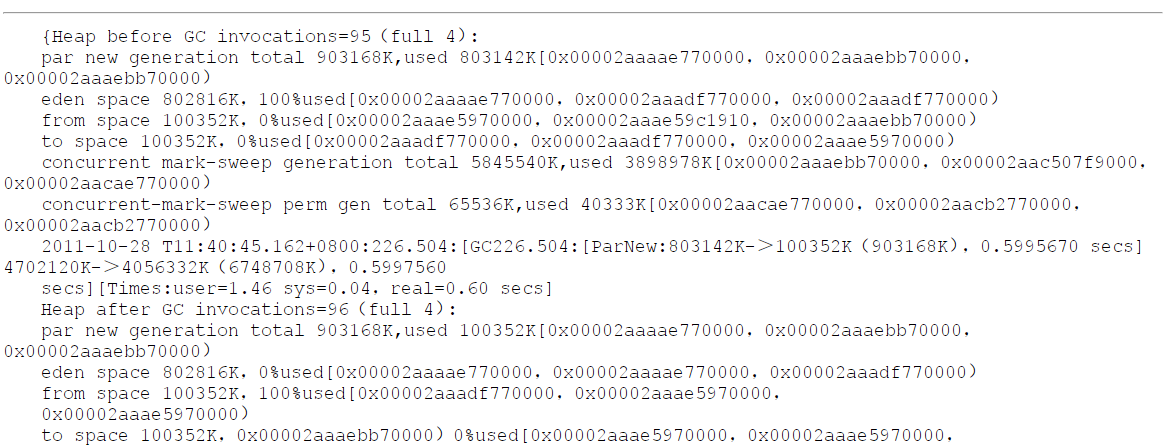 {Heap before GC invocations=95（full 4）：
par new generation total 903168K,used 803142K[0x00002aaaae770000，0x00002aaaebb70000，
0x00002aaaebb70000）
eden space 802816K，100%used[0x00002aaaae770000，0x00002aaadf770000，0x00002aaadf770000）
from space 100352K，0%used[0x00002aaae5970000，0x00002aaae59c1910，0x00002aaaebb70000）
to space 100352K，0%used[0x00002aaadf770000，0x00002aaadf770000，0x00002aaae5970000）
concurrent mark-sweep generation total 5845540K,used 3898978K[0x00002aaaebb70000，0x00002aac507f9000，
0x00002aacae770000）
concurrent-mark-sweep perm gen total 65536K,used 40333K[0x00002aacae770000，0x00002aacb2770000，
0x00002aacb2770000）
2011-10-28 T11:40:45.162+0800:226.504:[GC226.504:[ParNew:803142K->100352K（903168K），0.5995670 secs]
4702120K->4056332K（6748708K），0.5997560
secs][Times:user=1.46 sys=0.04，real=0.60 secs]
Heap after GC invocations=96（full 4）：
par new generation total 903168K,used 100352K[0x00002aaaae770000，0x00002aaaebb70000，
0x00002aaaebb70000）
eden space 802816K，0%used[0x00002aaaae770000，0x00002aaaae770000，0x00002aaadf770000）
from space 100352K，100%used[0x00002aaadf770000，0x00002aaae5970000，
0x00002aaae5970000）
to space 100352K，0x00002aaaebb70000）0%used[0x00002aaae5970000，0x00002aaae5970000，